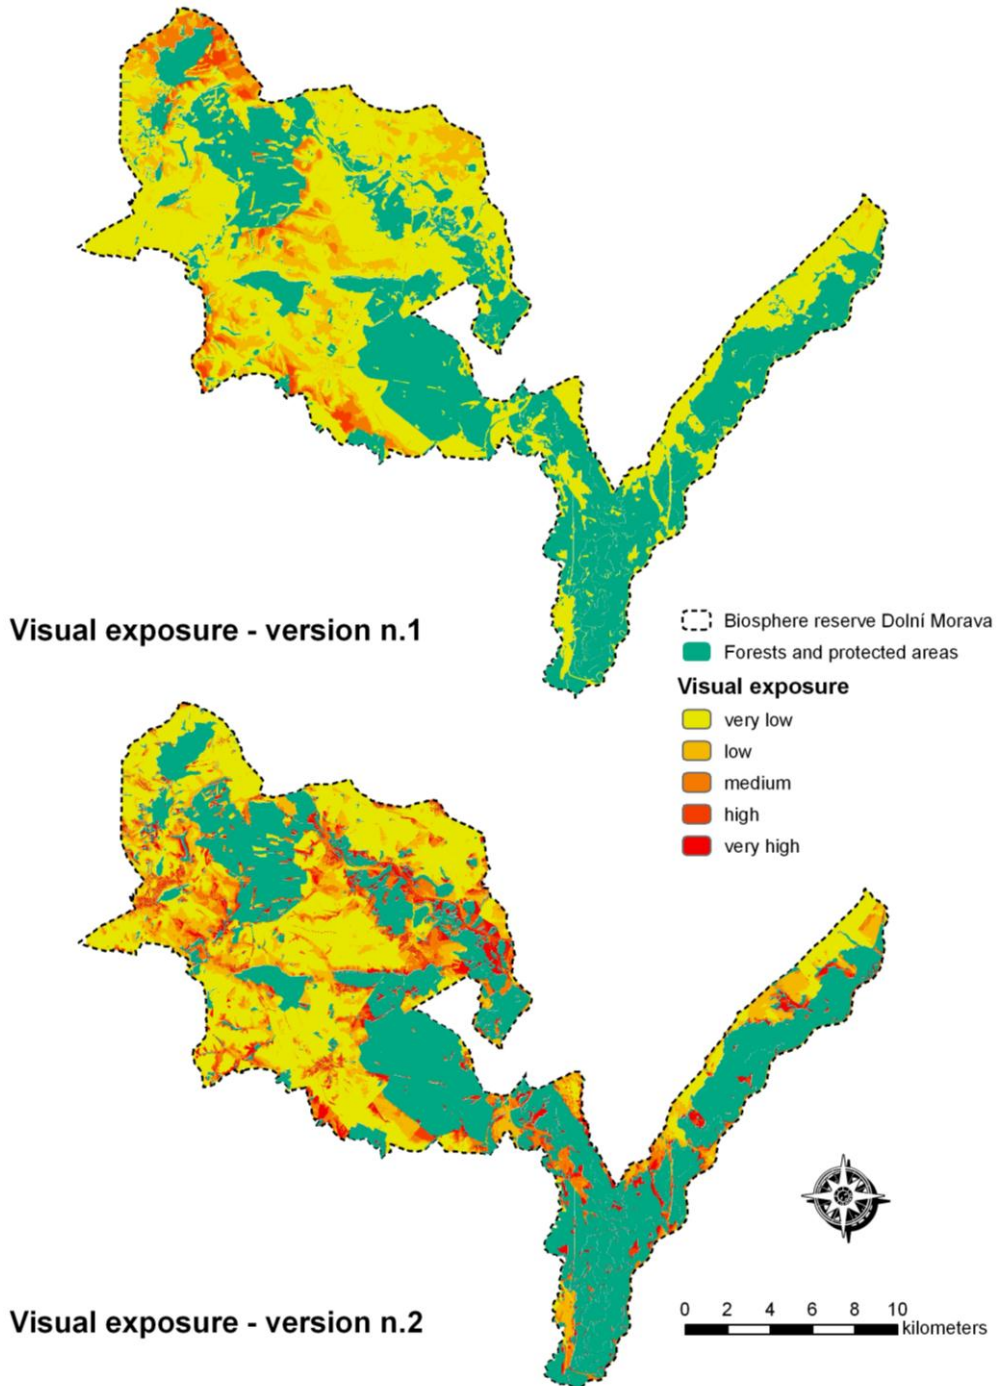 Visual exposure - version n.1
Biosphere reserve Dolní Morava
Forests and protected areas
Visual exposure
very low
low
medium
high
very high
Visual exposure - version n.2
0 2 4 6 8 10
kilometers